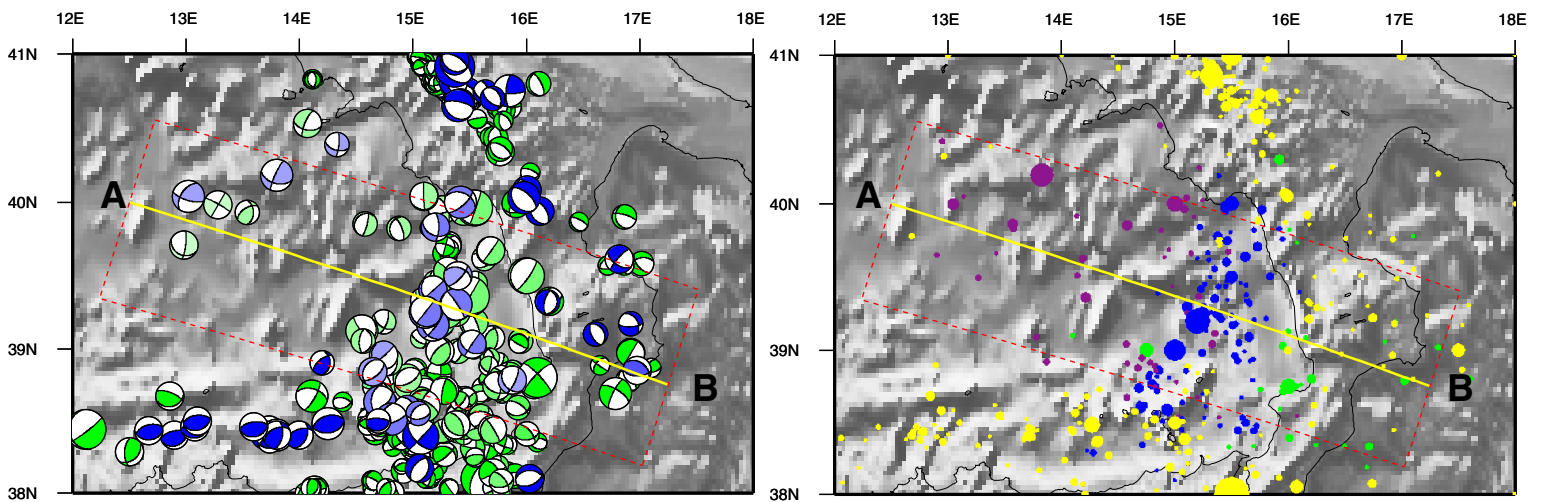 12E 13E 14E 15E 16E 17E 18E 12E 13E 14E 15E 16E 17E 18E
41N 41N
A A
40N 40N
39N 39N
B B
38N 38N